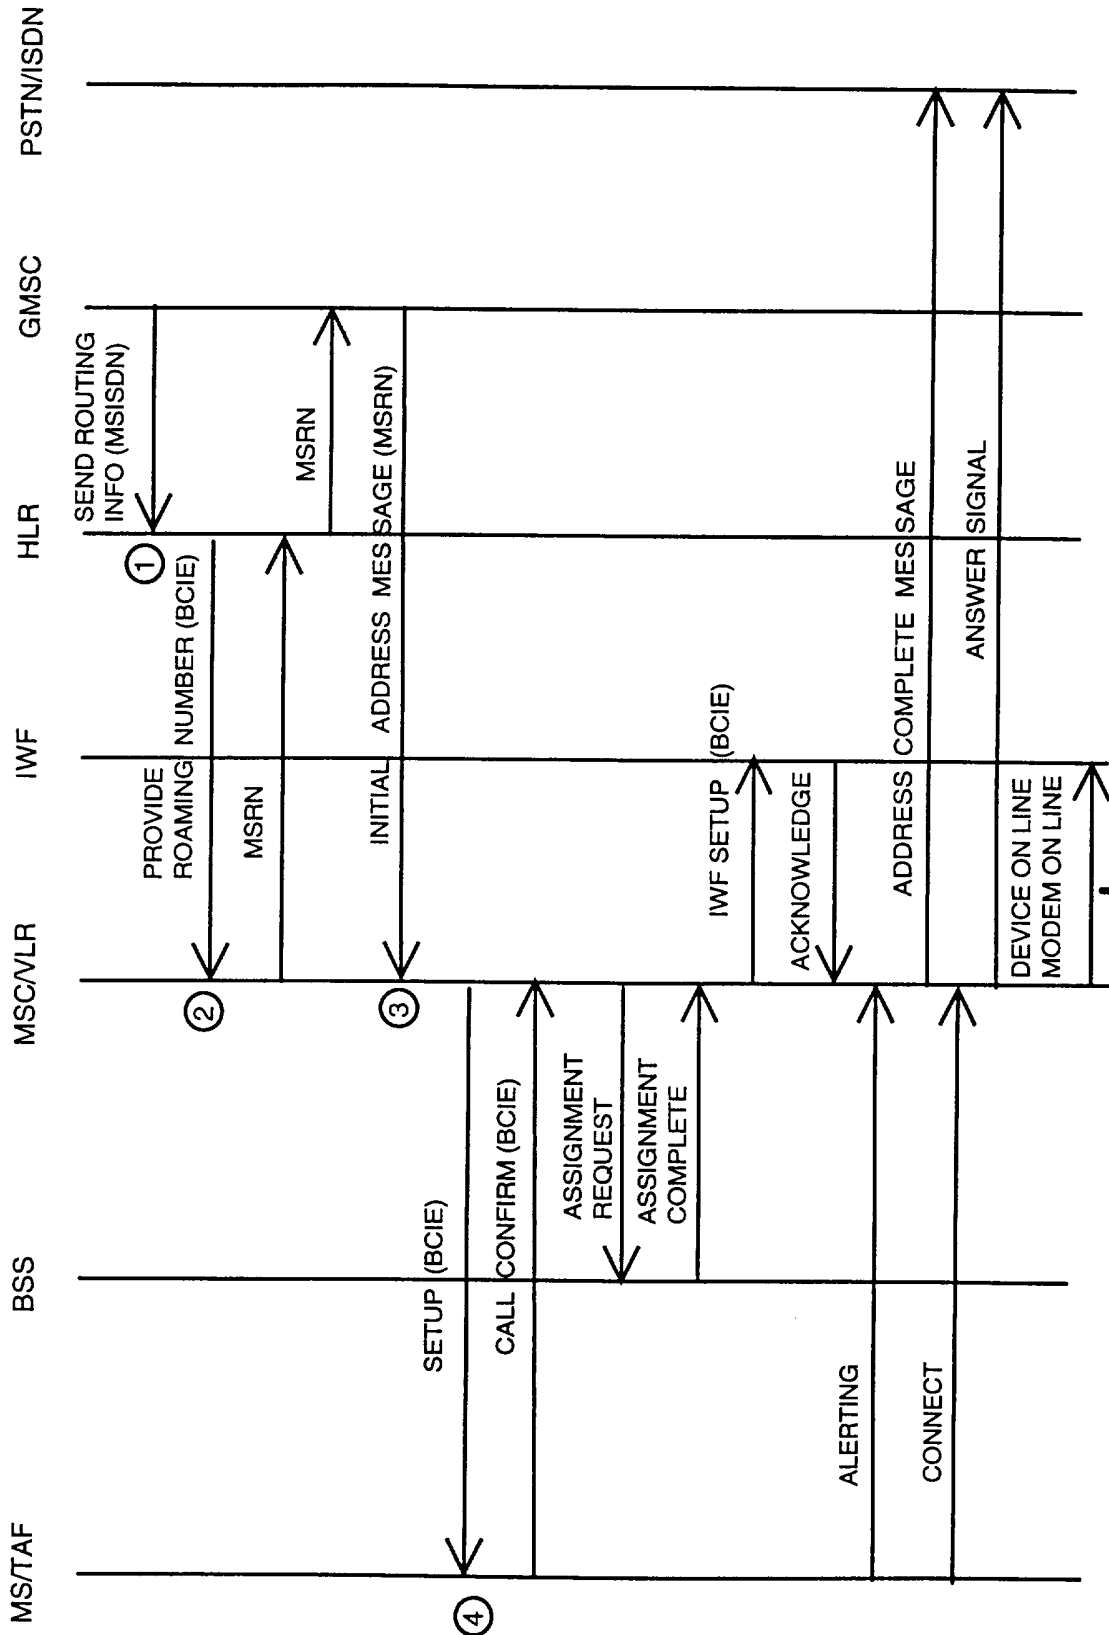 MS/TAF
BSS
MSC/VLR
IWF
HLR
GMSC
PSTN/ISDN
SEND ROUTING
INFO (MSISDN)
1
PROVIDE
ROAMING NUMBER (BCIE)
2
MSRN
MSRN
INITIAL ADDRESS MESSAGE (MSRN)
3
SETUP (BCIE)
4
CALL CONFIRM (BCIE)
ASSIGNMENT
REQUEST
ASSIGNMENT
COMPLETE
IWF SETUP (BCIE)
ACKNOWLEDGE
ALERTING
ADDRESS COMPLETE MESSAGE
CONNECT
ANSWER SIGNAL
DEVICE ON LINE
MODEM ON LINE